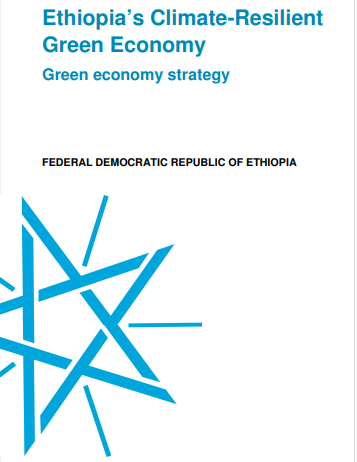 Ethiopia’s Climate-Resilient
Green Economy
Green economy strategy
FEDERAL DEMOCRATIC REPUBLIC OF ETHIOPIA